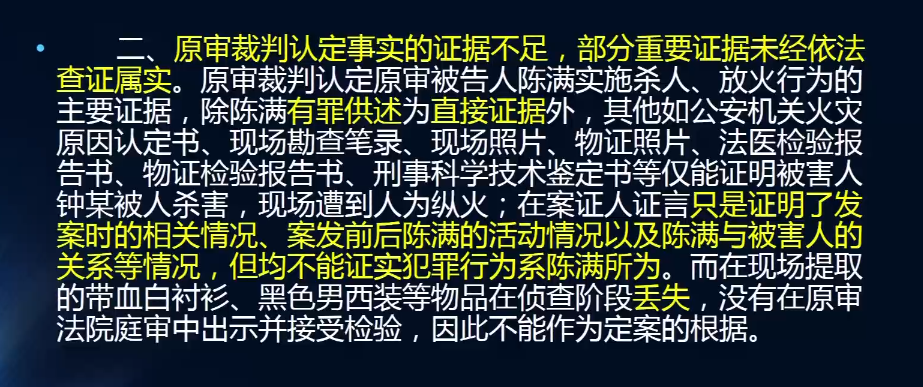 • 二、原审裁判认定事实的证据不足，部分重要证据未经依法
查证属实。原审裁判认定原审被告人陈满实施杀人、放火行为的
主要证据，除陈满有罪供述为直接证据外，其他如公安机关火灾
原因认定书、现场勘查笔录、现场照片、物证照片、法医检验报
告书、物证检验报告书、刑事科学技术鉴定书等仅能证明被害人
钟某被人杀害，现场遭到人为纵火；在案证人证言只是证明了发
案时的相关情况、案发前后陈满的活动情况以及陈满与被害人的
关系等情况，但均不能证实犯罪行为系陈满所为。而在现场提取
的带血白衬衫、黑色男西装等物品在侦查阶段丢失，没有在原审
法院庭审中出示并接受检验，因此不能作为定案的根据。